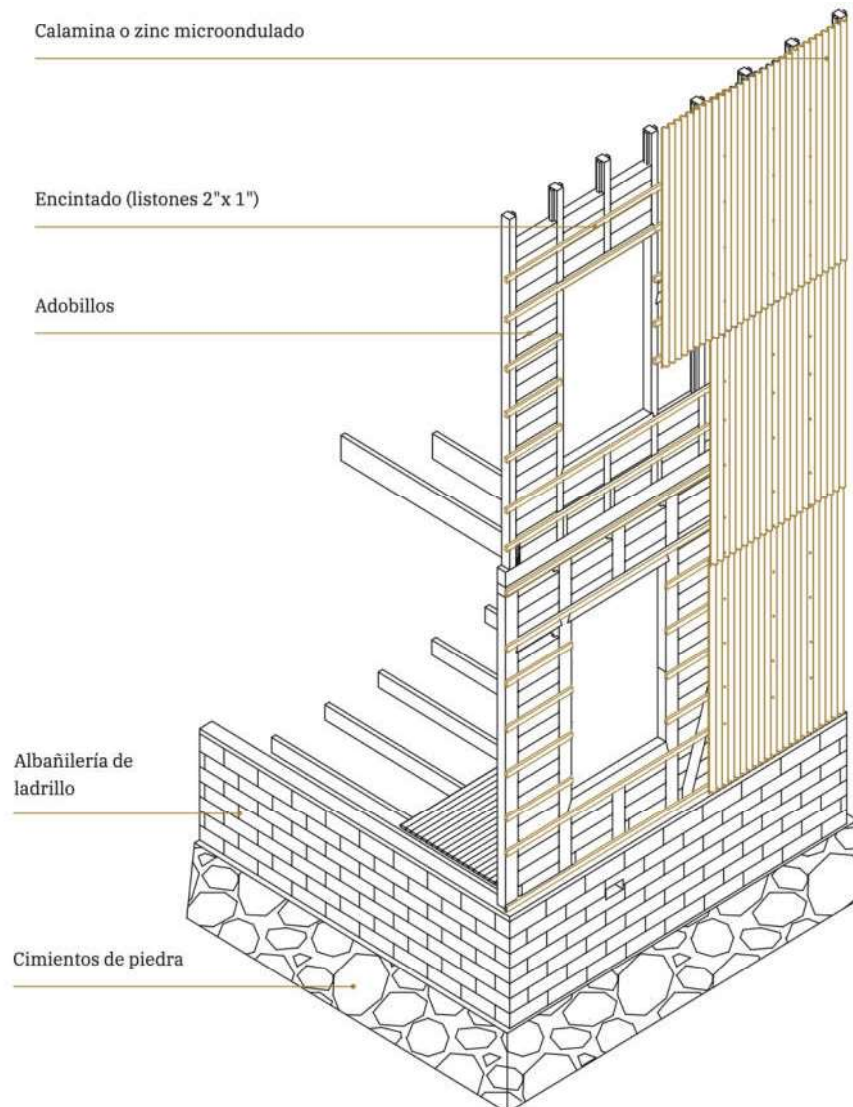 Calamina o zinc microondulado
Encintado (listones 2"x 1")
Adobillos
Albañilería de
ladrillo
Cimientos de piedra